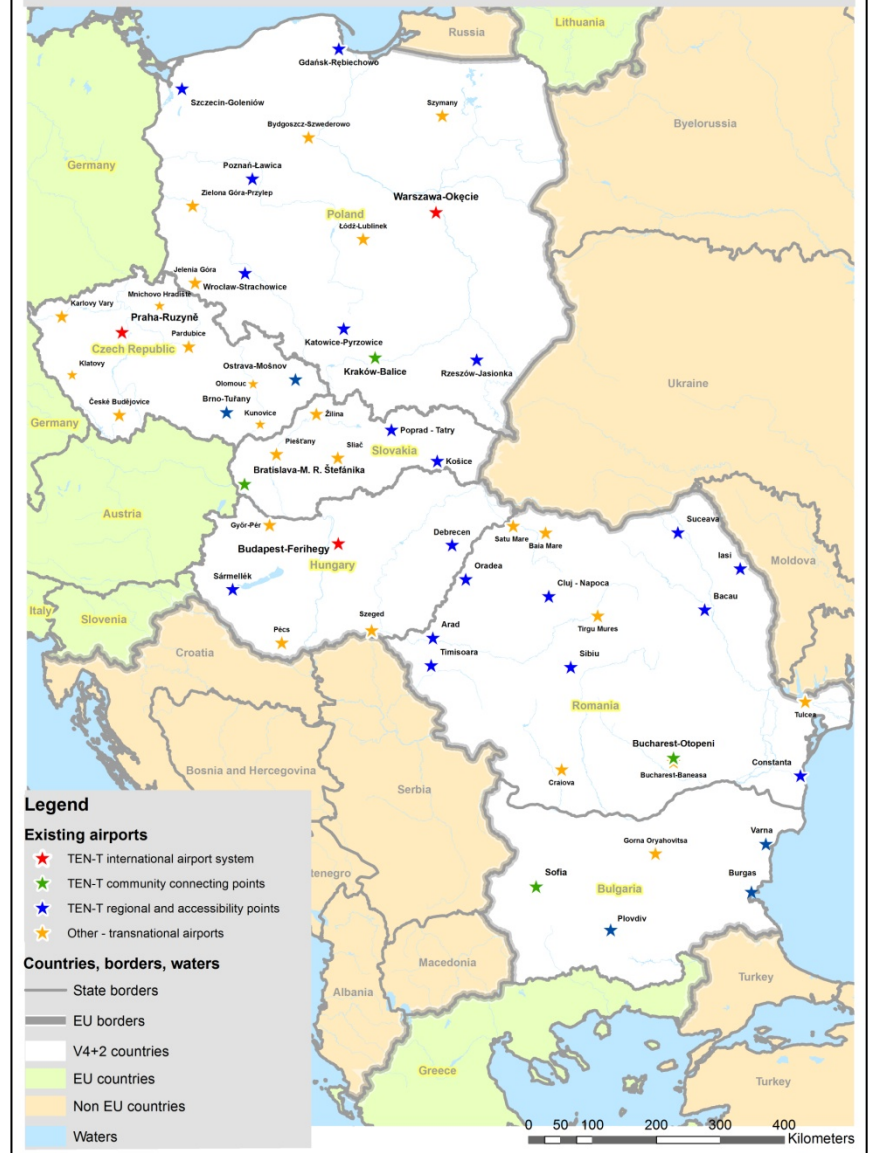 Lithuania
Russia
Gdańsk-Rębiechowo
Szczecin-Goleniów
Szymany
Bydgoszcz-Szwederowo
Byelorussia
Germany
Poznań-Ławica
Zielona Góra-Przylep
Warszawa-Okęcie
Poland
Łódź-Lublinek
Jelenia Góra
Wrocław-Strachowice
Mnichovo Hradiště
Karlovy Vary
Praha-Ruzyně
Pardubice
Katowice-Pyrzowice
Czech Republic
Kraków-Balice
Rzeszów-Jasionka
Ostrava-Mošnov
Klatovy
Olomouc
Ukraine
České Budějovice
Brno-Tuřany
Kunovice
Žilina
Germany
Poprad - Tatry
Piešťany
Sliač
Slovakia
Košice
Bratislava-M. R. Štefánika
Austria
Győr-Pér
Debrecen
Satu Mare
Baia Mare
Suceava
Budapest-Ferihegy
Hungary
Oradea
Iasi
Moldova
Sármellék
Cluj - Napoca
Bacau
Italy
Slovenia
Szeged
Tirgu Mures
Pécs
Arad
Croatia
Timisoara
Sibiu
Romania
Tulcea
Bucharest-Otopeni
Bosnia and Hercegovina
Constanta
Craiova
Bucharest-Baneasa
Serbia
Varna
Gorna Oryahovitsa
Sofia
Burgas
Bulgaria
Plovdiv
tenegro
Macedonia
Albania
Turkey
Greece
Turkey
Legend
Existing airports
TEN-T international airport system
TEN-T community connecting points
TEN-T regional and accessibility points
Other - transnational airports
Countries, borders, waters
State borders
EU borders
V4+2 countries
EU countries
Non EU countries
Waters
0 50 100 200 300 400
Kilometers